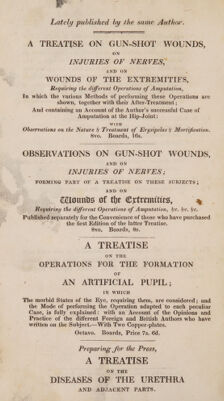 Lately published by the same Author.
A TREATISE ON GUN-SHOT WOUNDS,
ON
INJURIES OF NERVES,
AND ON
WOUNDS OF THE EXTREMITIES,
Requiring the different Operations of Amputation,
In which the various Methods of performing these Operations are
shown, together with their After-Treatment;
And containing an Account of the Author's successful Case of
Amputation at the Hip-Joint;
WITH
Observations on the Nature & Treatment of Erysipelas & Mortification.
8vo. Boards, 16s.
OBSERVATIONS ON GUN-SHOT WOUNDS,
AND ON
INJURIES OF NERVES;
FORMING PART OF A TREATISE ON THESE SUBJECTS;
AND ON
Wounds of the Extremities,
Requiring the different Operations of Amputation, &c. &c. &c.
Published separately for the Convenience of those who have purchased
the first Edition of the latter Treatise.
8vo. Boards, 8s.
A TREATISE
ON THE
OPERATIONS FOR THE FORMATION
OF
AN ARTIFICIAL PUPIL;
IN WHICH
The morbid States of the Eye, requiring them, are considered; and
the Mode of performing the Operation adapted to each peculiar
Case, is fully explained: with an Account of the Opinions and
Practice of the different Foreign and British Authors who have
written on the Subject.—With Two Copper-plates.
Octavo. Boards, Price 7s. 6d.
Preparing for the Press,
A TREATISE
ON THE
DISEASES OF THE URETHRA
AND ADJACENT PARTS.